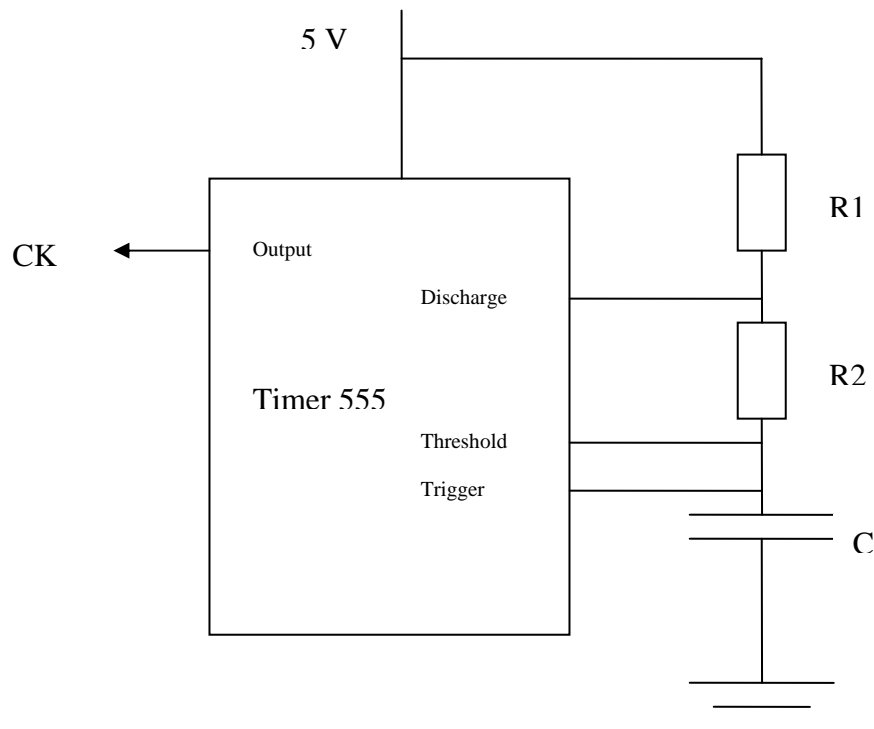 5 V
R1
CK
Output
Discharge
R2
Timer 555
Threshold
Trigger
C